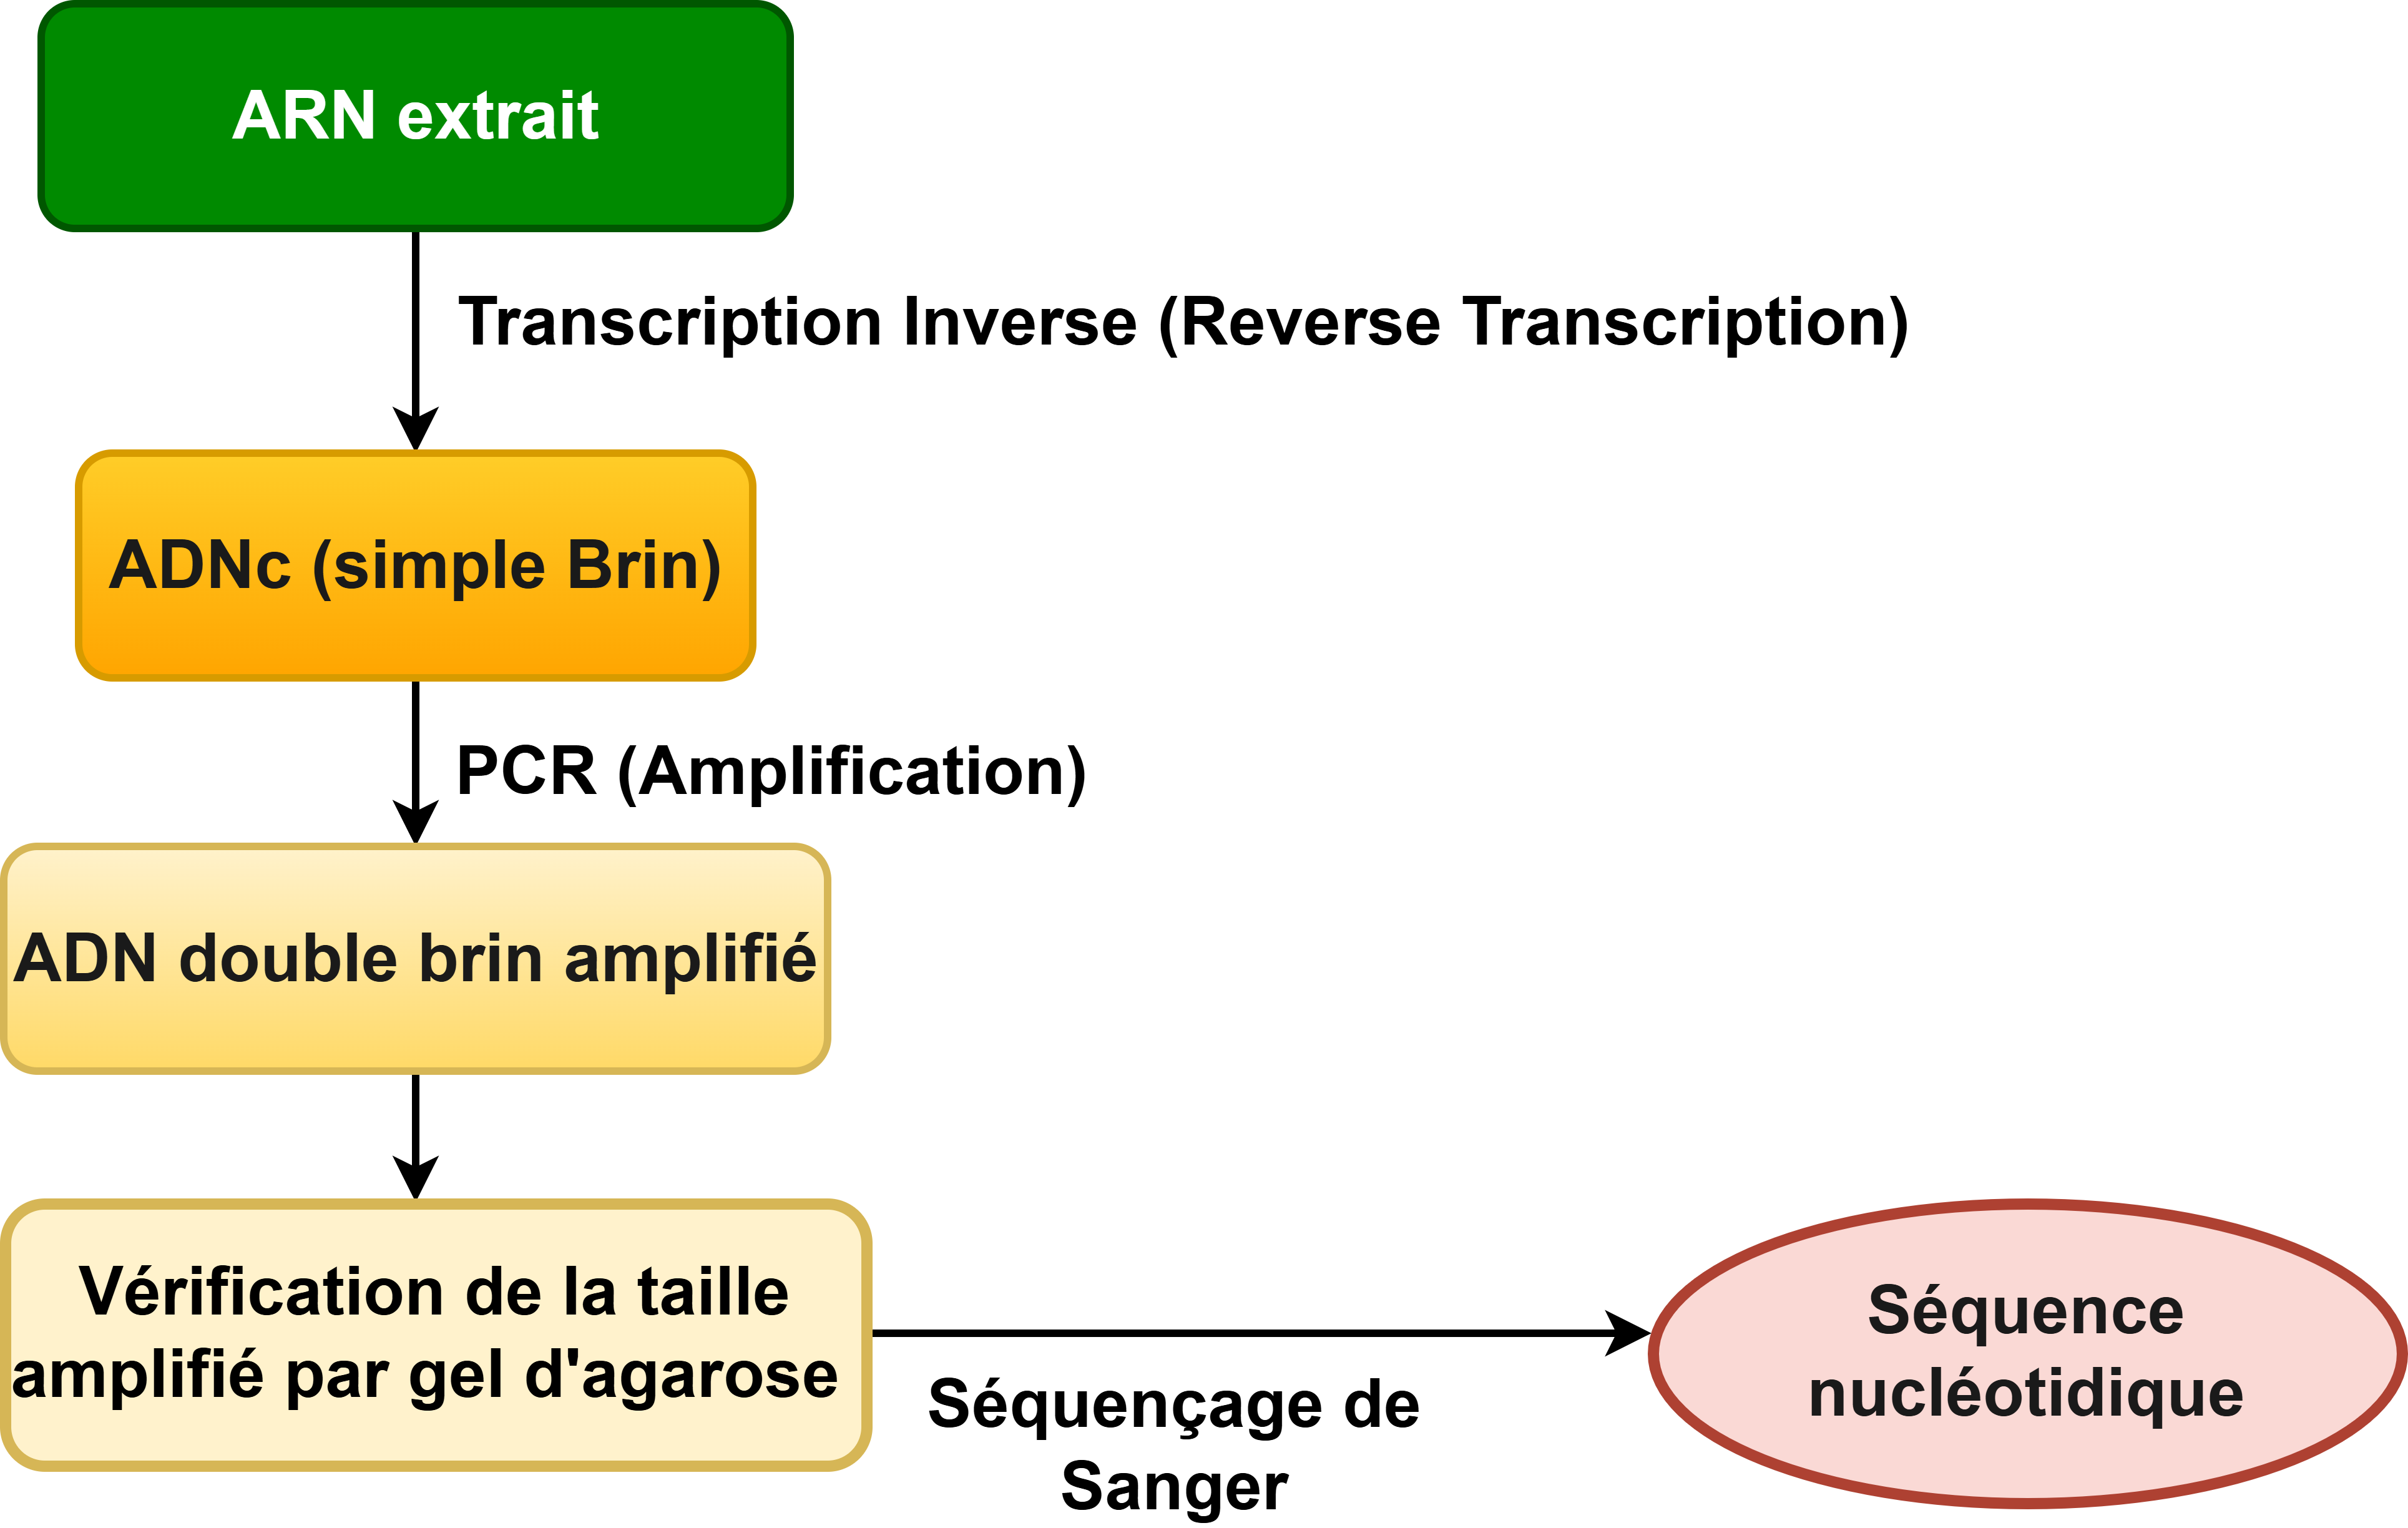 ARN extrait
Transcription Inverse (Reverse Transcription)
ADNc (simple Brin)
PCR (Amplification)
ADN double brin amplifié
Vérification de la taille
amplifié par gel d'agarose
Séquençage de
Sanger
Séquence
nucléotidique